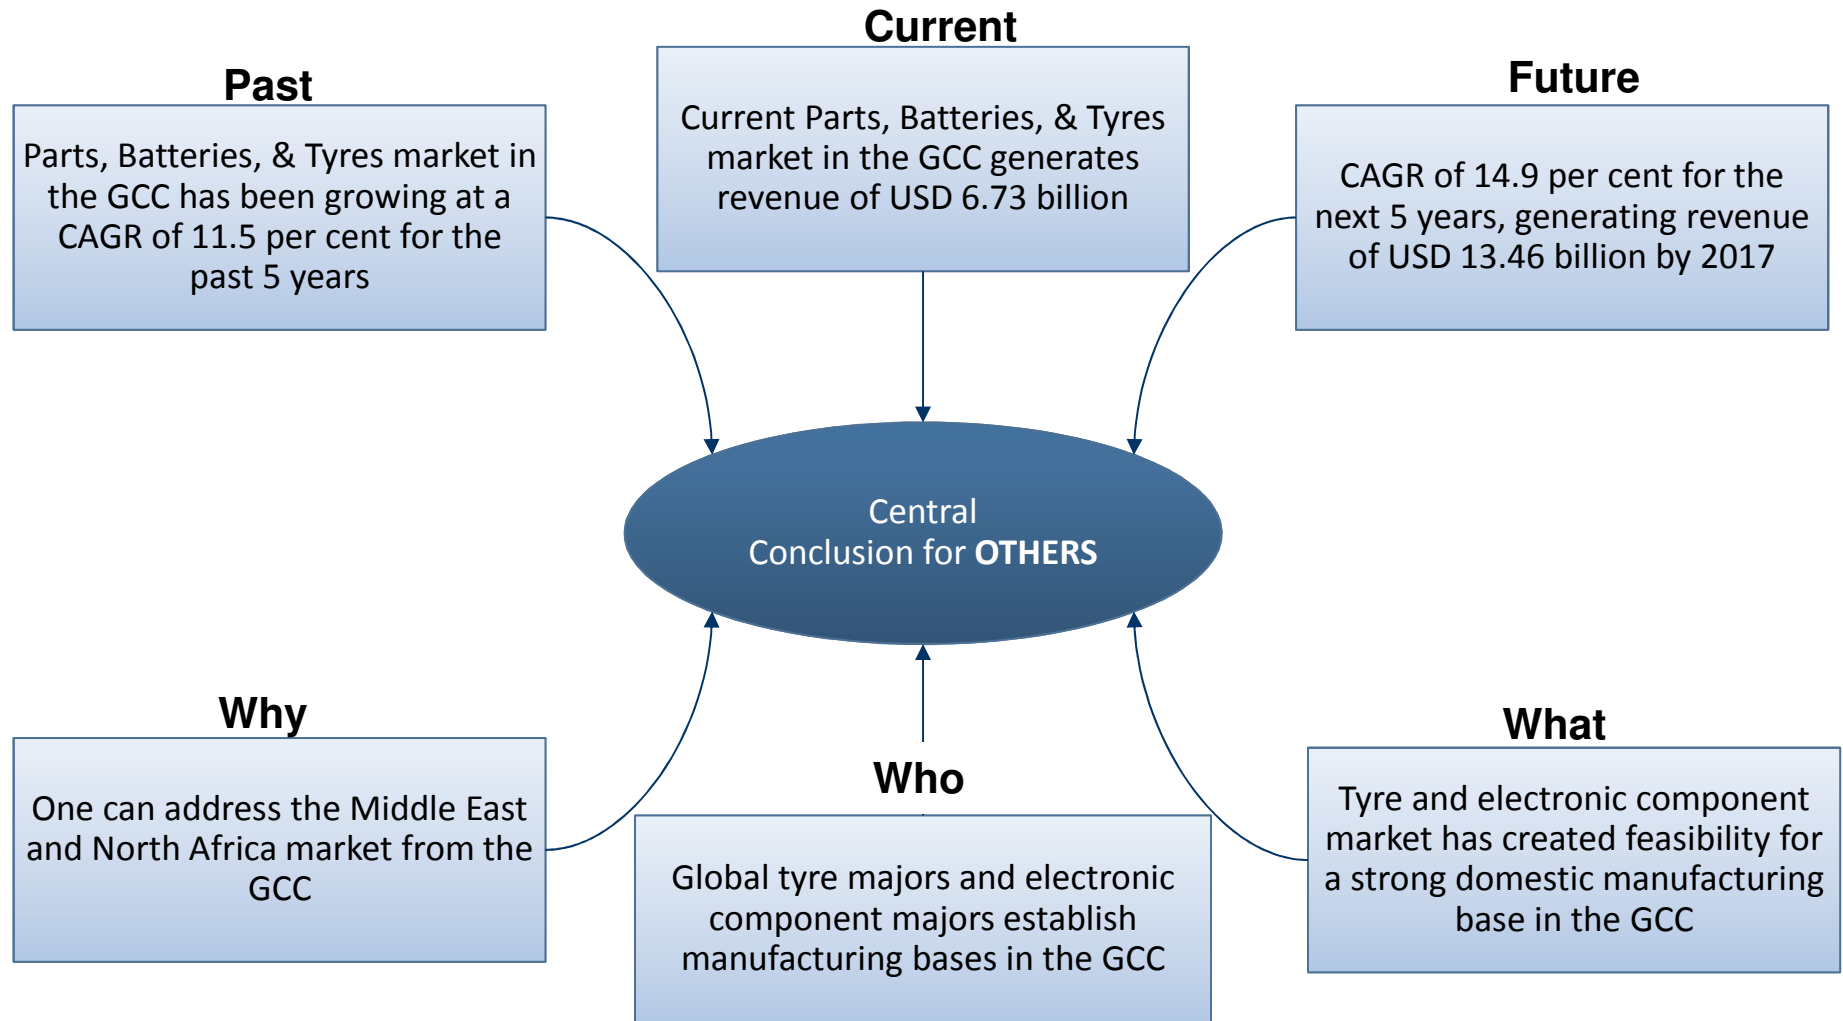 Current
Current Parts, Batteries, & Tyres
market in the GCC generates
revenue of USD 6.73 billion
Past
Parts, Batteries, & Tyres market in
the GCC has been growing at a
CAGR of 11.5 per cent for the
past 5 years
Future
CAGR of 14.9 per cent for the
next 5 years, generating revenue
of USD 13.46 billion by 2017
Central
Conclusion for OTHERS
Why
One can address the Middle East
and North Africa market from the
GCC
Who
Global tyre majors and electronic
component majors establish
manufacturing bases in the GCC
What
Tyre and electronic component
market has created feasibility for
a strong domestic manufacturing
base in the GCC